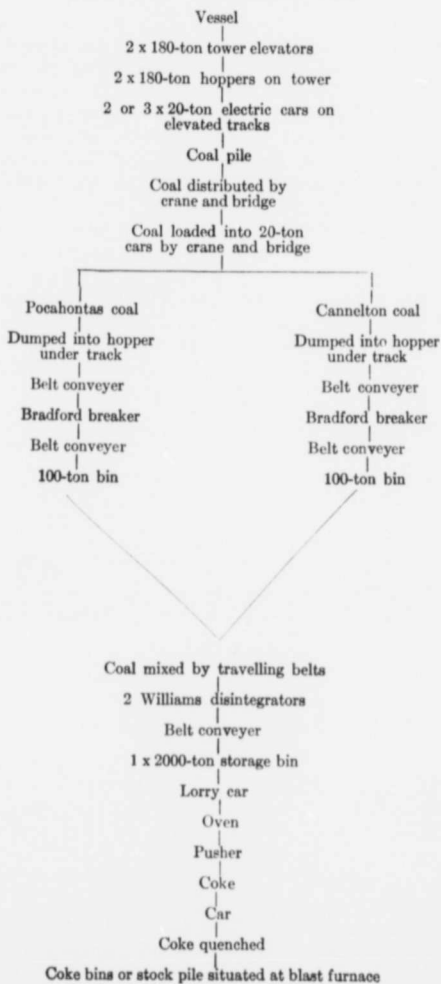 Vessel
2 x 180-ton tower elevators
2 x 180-ton hoppers on tower
2 or 3 x 20-ton electric cars on
elevated tracks
Coal pile
Coal distributed by
crane and bridge
Coal loaded into 20-ton
cars by crane and bridge
Pocahontas coal
Dumped into hopper
under track
Belt conveyer
Bradford breaker
Belt conveyer
100-ton bin
Cannelton coal
Dumped into hopper
under track
Belt conveyer
Bradford breaker
Belt conveyer
100-ton bin
Coal mixed by travelling belts
2 Williams disintegrators
Belt conveyer
1 x 2000-ton storage bin
Lorry car
Oven
Pusher
Coke
Car
Coke quenched
Coke bins or stock pile situated at blast furnace